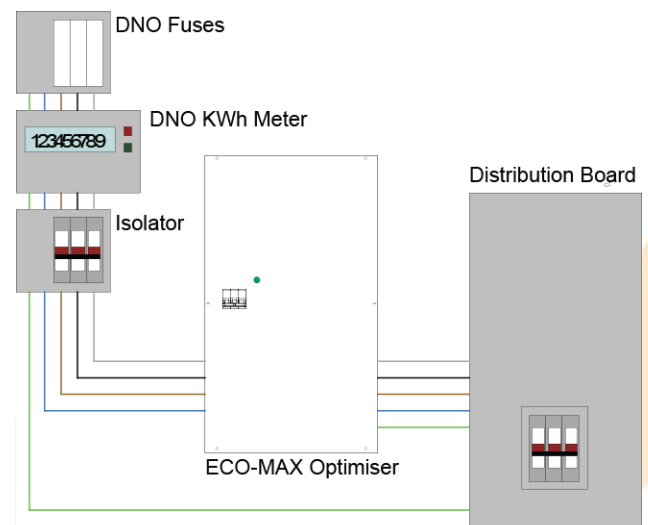 DNO Fuses
DNO KWh Meter
123456789
Isolator
Distribution Board
ECO-MAX Optimiser